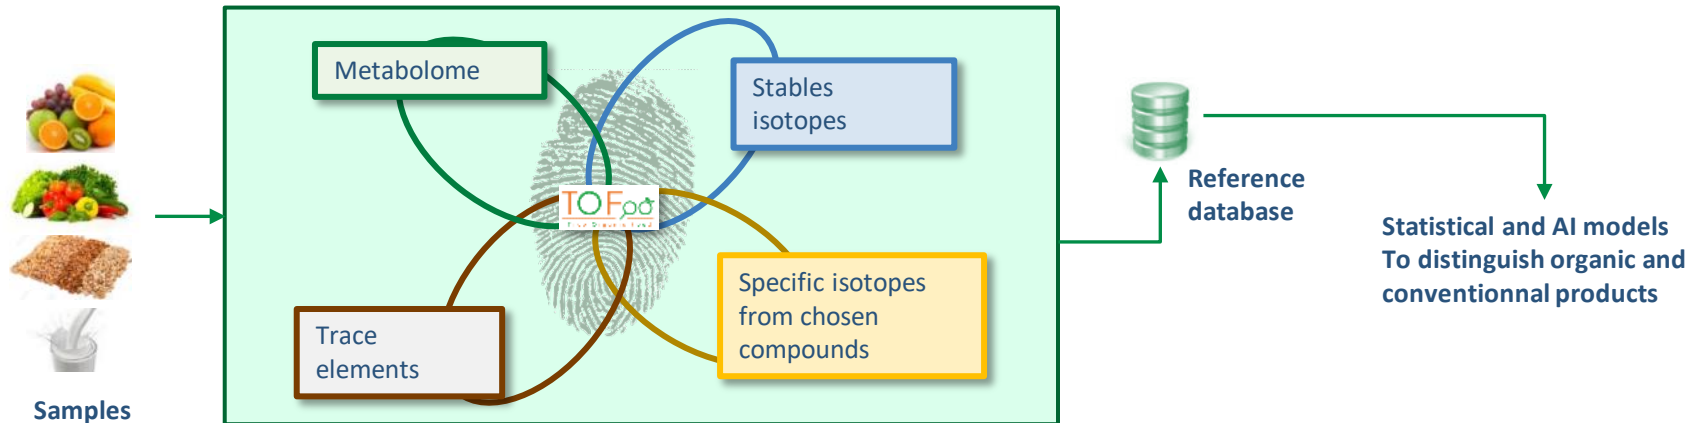 Metabolome
Stables
isotopes
TOFoo
Specific isotopes
from chosen
compounds
Trace
elements
Samples
Reference
database
Statistical and AI models
To distinguish organic and
conventionnal products